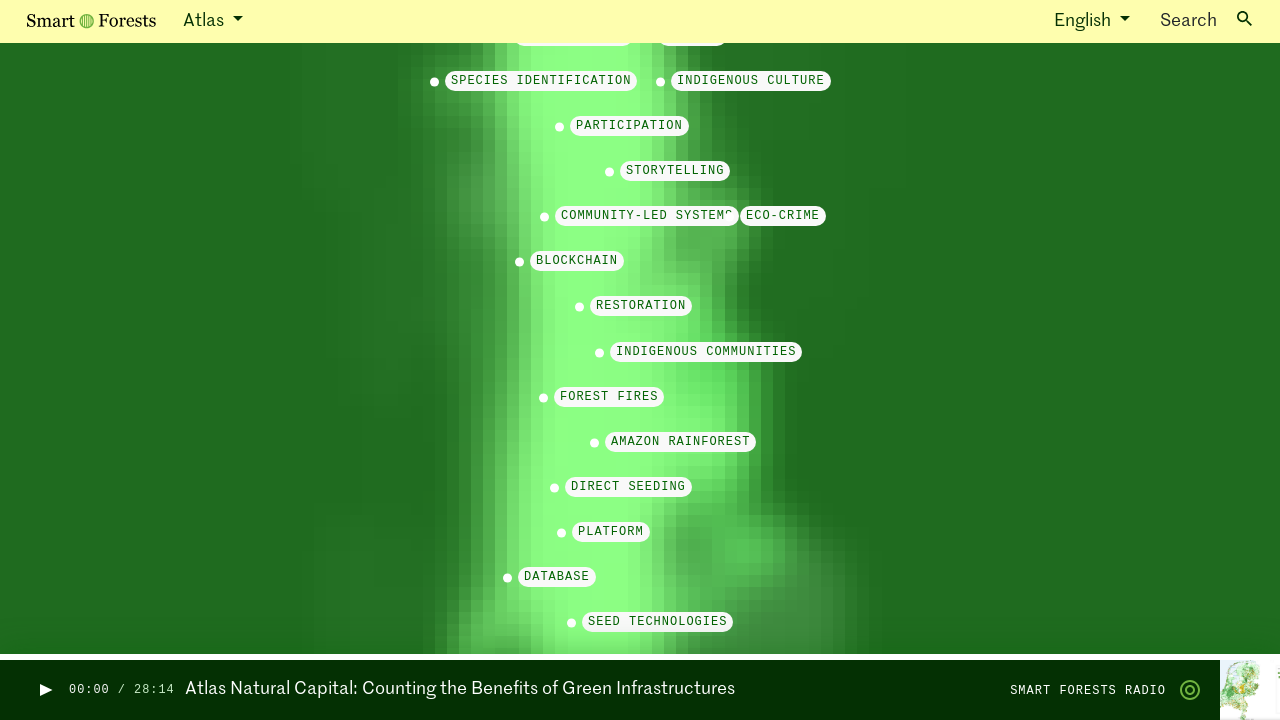 Smart Forests
Atlas
English
Search
SPECIES IDENTIFICATION
INDIGENOUS CULTURE
PARTICIPATION
STORYTELLING
COMMUNITY-LED SYSTEMS
ECO-CRIME
BLOCKCHAIN
RESTORATION
INDIGENOUS COMMUNITIES
FOREST FIRES
AMAZON RAINFOREST
DIRECT SEEDING
PLATFORM
DATABASE
SEED TECHNOLOGIES
00:00 / 28:14 Atlas Natural Capital: Counting the Benefits of Green Infrastructures
SMART FORESTS RADIO